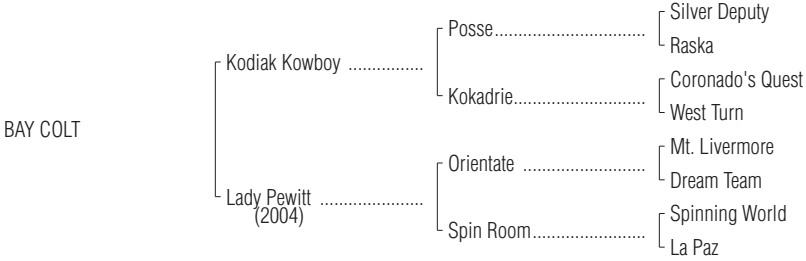 Silver Deputy
Posse..............................
Raska
Kodiak Kowboy ................
Coronado's Quest
Kokadrie............................
West Turn
BAY COLT
Mt. Livermore
Orientate ..........................
Dream Team
Lady Pewitt ......................
(2004)
Spinning World
Spin Room........................
La Paz